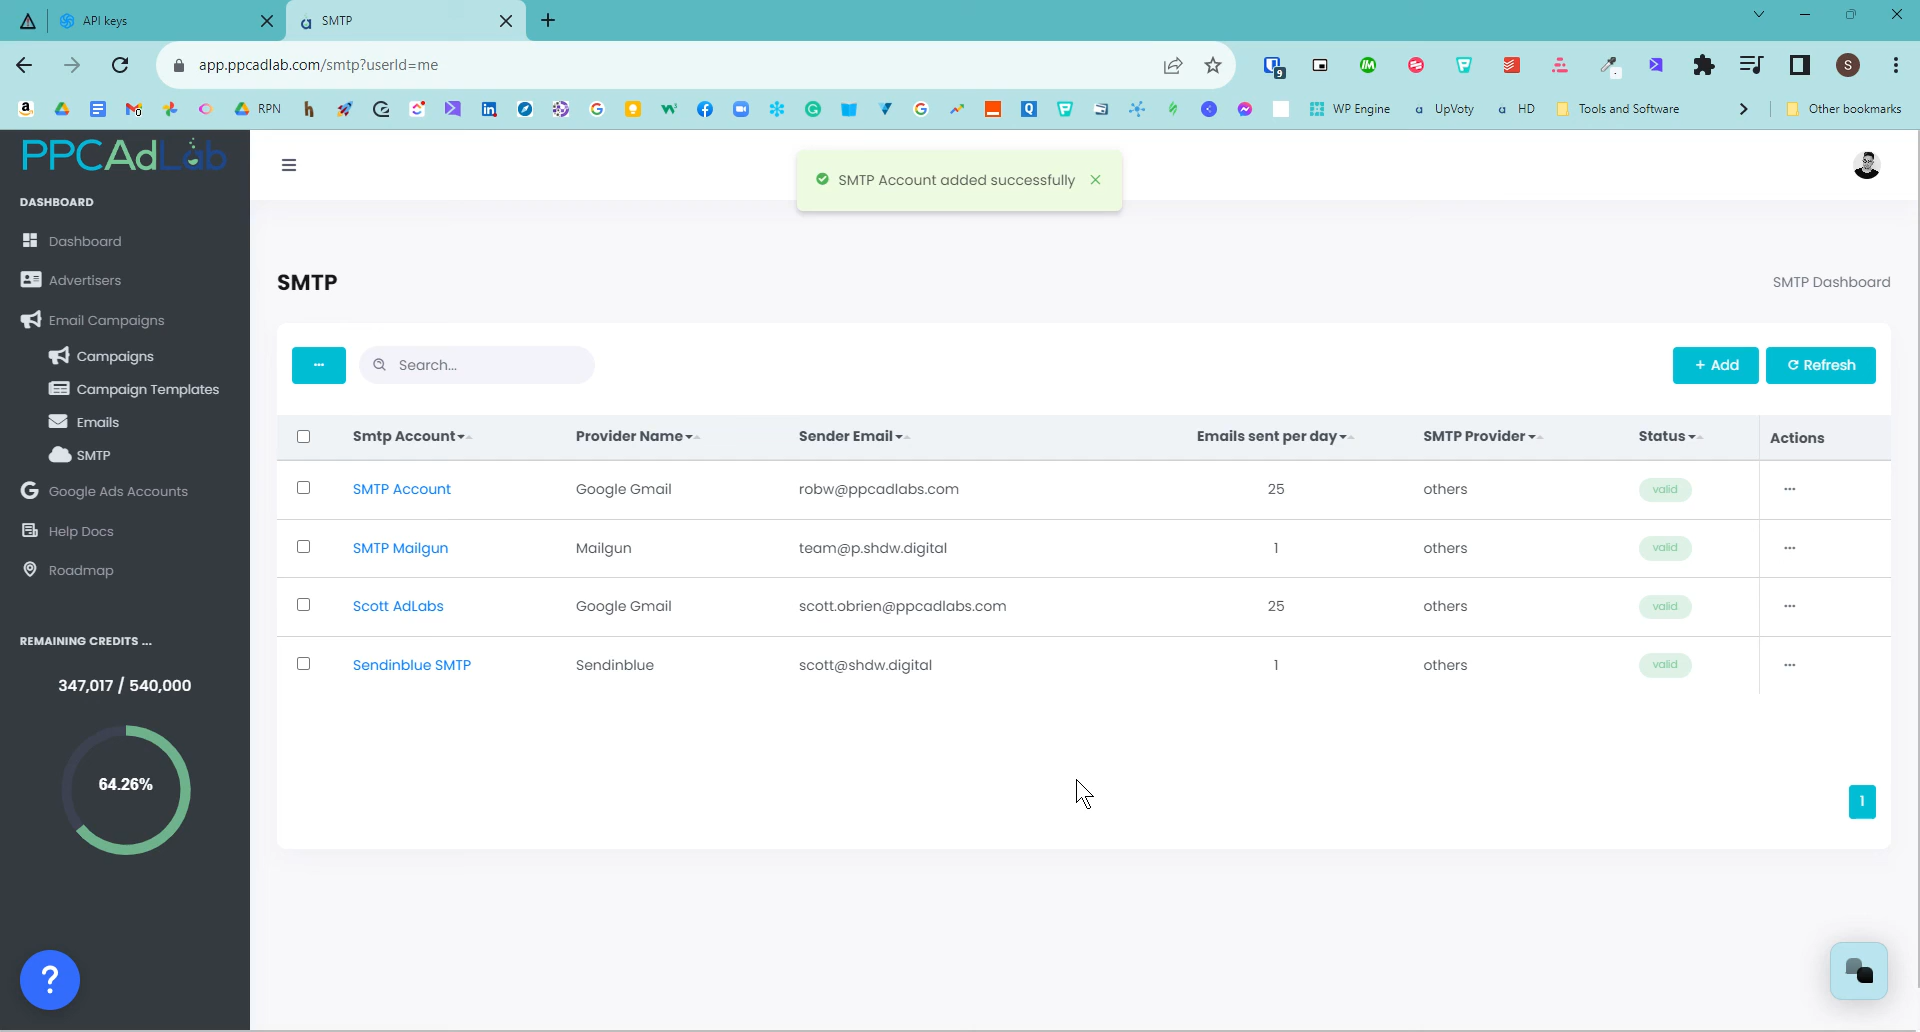 API keys
SMTP
app.ppcadlab.com/smtp?userId=me
9
S
RPN
WP Engine
UpVoty
HD
Tools and Software
Other bookmarks
PPCAdLab
SMTP Account added successfully
DASHBOARD
Dashboard
Advertisers
Email Campaigns
Campaigns
Campaign Templates
Emails
SMTP
Google Ads Accounts
Help Docs
Roadmap
REMAINING CREDITS ...
347,017 / 540,000
64.26%
?
SMTP
SMTP Dashboard
...
Search...
+ Add
Refresh
Smtp Account
Provider Name
Sender Email
Emails sent per day
SMTP Provider
Status
Actions
SMTP Account Google Gmail robw@ppcadlabs.com 25 others valid ...
SMTP Mailgun Mailgun team@p.shdw.digital 1 others valid ...
Scott AdLabs Google Gmail scott.obrien@ppcadlabs.com 25 others valid ...
Sendinblue SMTP Sendinblue scott@shdw.digital 1 others valid ...
1